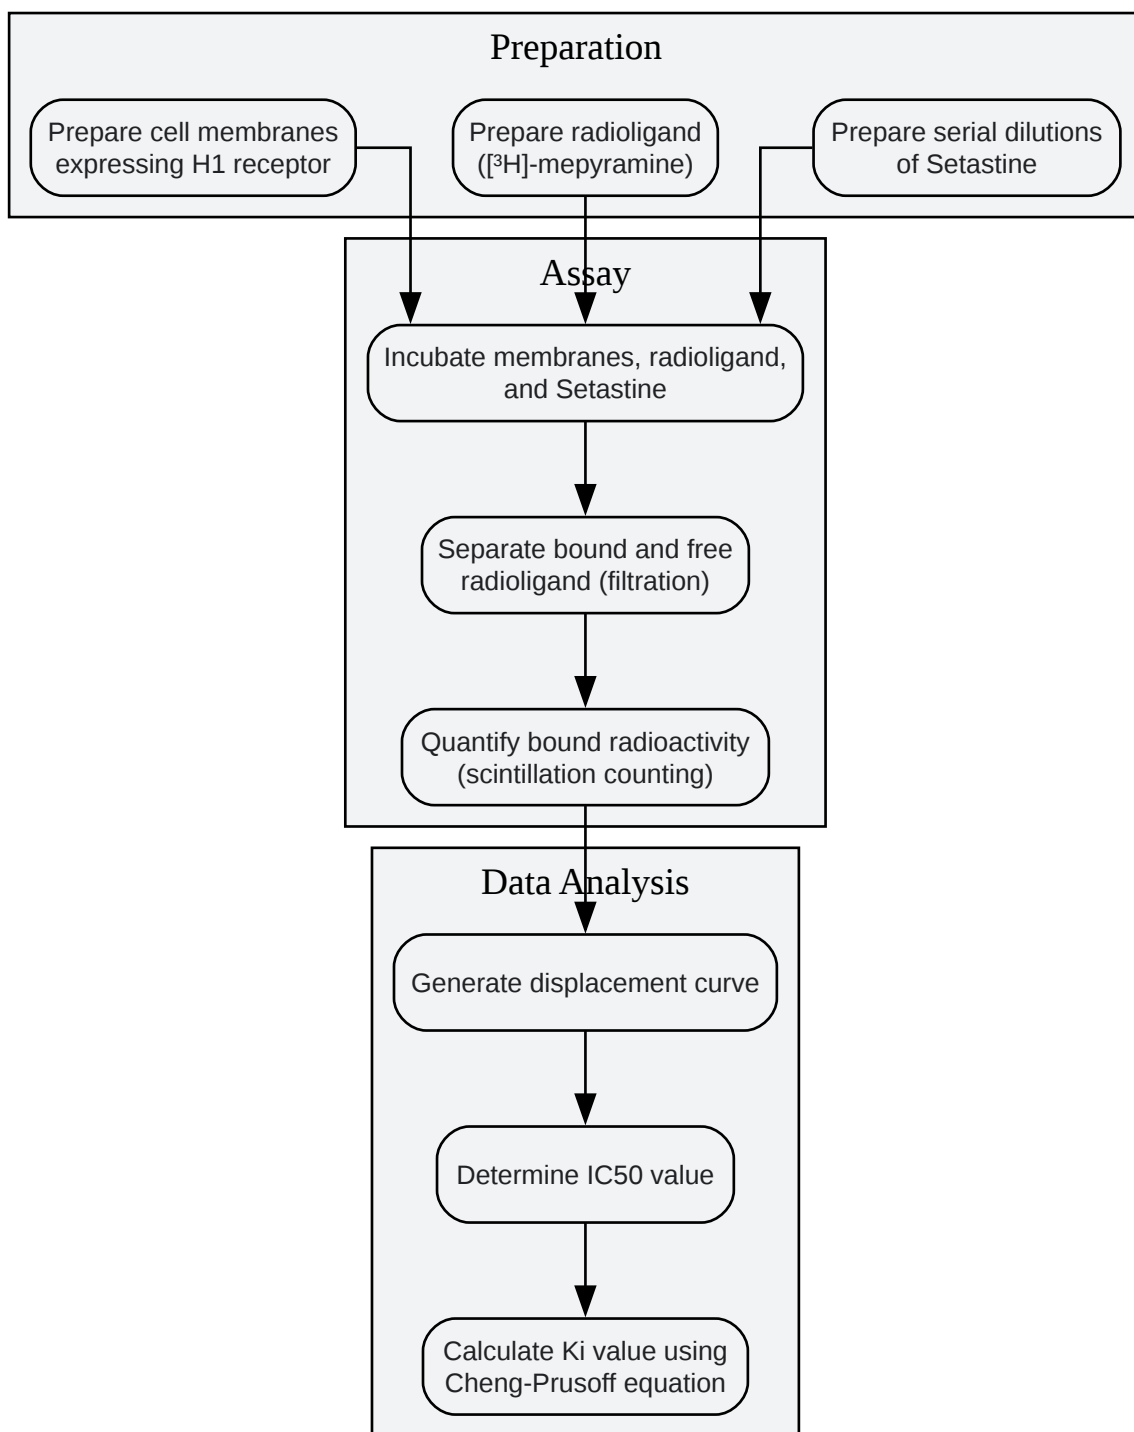 Preparation
Prepare cell membranes
expressing H1 receptor
Prepare radioligand
([³H]-mepyramine)
Prepare serial dilutions
of Setastine
Assay
Incubate membranes, radioligand,
and Setastine
Separate bound and free
radioligand (filtration)
Quantify bound radioactivity
(scintillation counting)
Data Analysis
Generate displacement curve
Determine IC50 value
Calculate Ki value using
Cheng-Prusoff equation